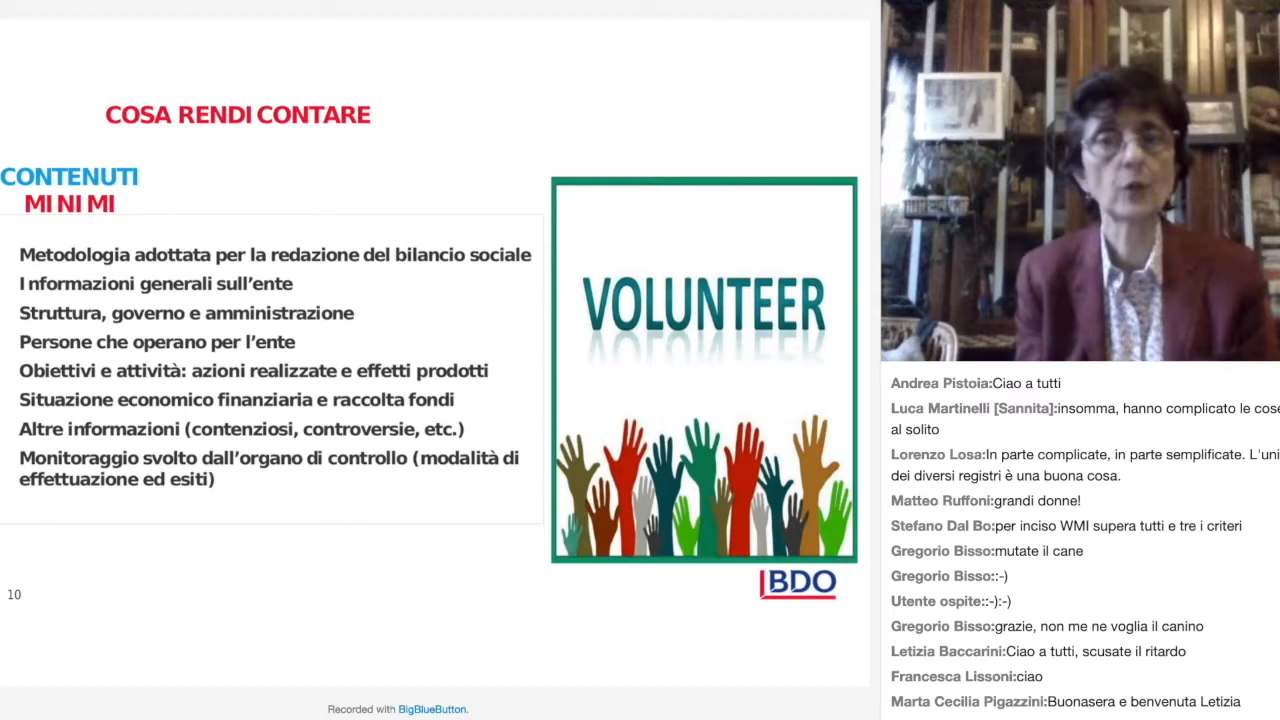 COSA RENDICONTARE
CONTENUTI
MINIMI
Metodologia adottata per la redazione del bilancio sociale
Informazioni generali sull'ente
Struttura, governo e amministrazione
Persone che operano per l'ente
Obiettivi e attività: azioni realizzate e effetti prodotti
Situazione economico finanziaria e raccolta fondi
Altre informazioni (contenziosi, controversie, etc.)
Monitoraggio svolto dall'organo di controllo (modalità di
effettuazione ed esiti)
VOLUNTEER
BDO
10
Recorded with BigBlueButton.
Andrea Pistoia:Ciao a tutti
Luca Martinelli [Sannita]:insomma, hanno complicato le cose
al solito
Lorenzo Losa:In parte complicate, in parte semplificate. L'uni
dei diversi registri è una buona cosa.
Matteo Ruffoni:grandi donne!
Stefano Dal Bo:per inciso WMI supera tutti e tre i criteri
Gregorio Bisso:mutate il cane
Gregorio Bisso::-)
Utente ospite::-):-)
Gregorio Bisso:grazie, non me ne voglia il canino
Letizia Baccarini:Ciao a tutti, scusate il ritardo
Francesca Lissoni:ciao
Marta Cecilia Pigazzini:Buonasera e benvenuta Letizia